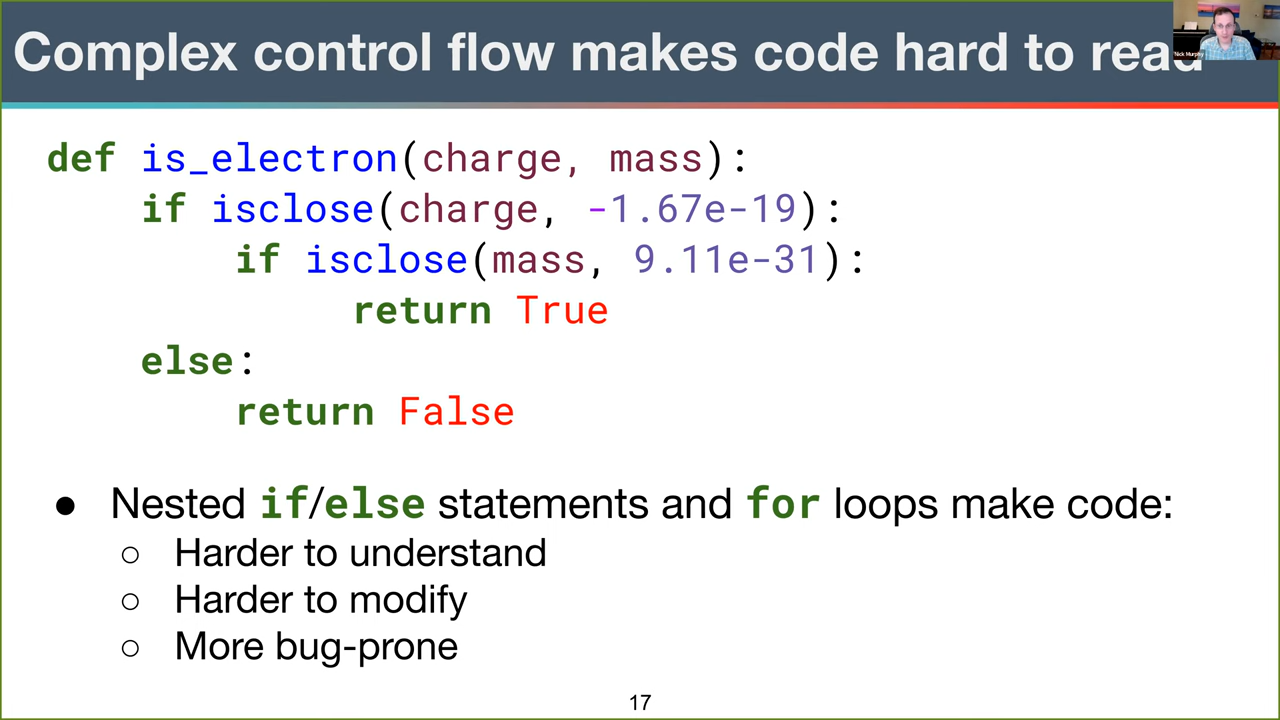 Complex control flow makes code hard to read
Nick Murphy
def is_electron(charge, mass):
if isclose(charge, -1.67e-19):
if isclose(mass, 9.11e-31):
return True
else:
return False
● Nested if/else statements and for loops make code:
○ Harder to understand
○ Harder to modify
○ More bug-prone
17